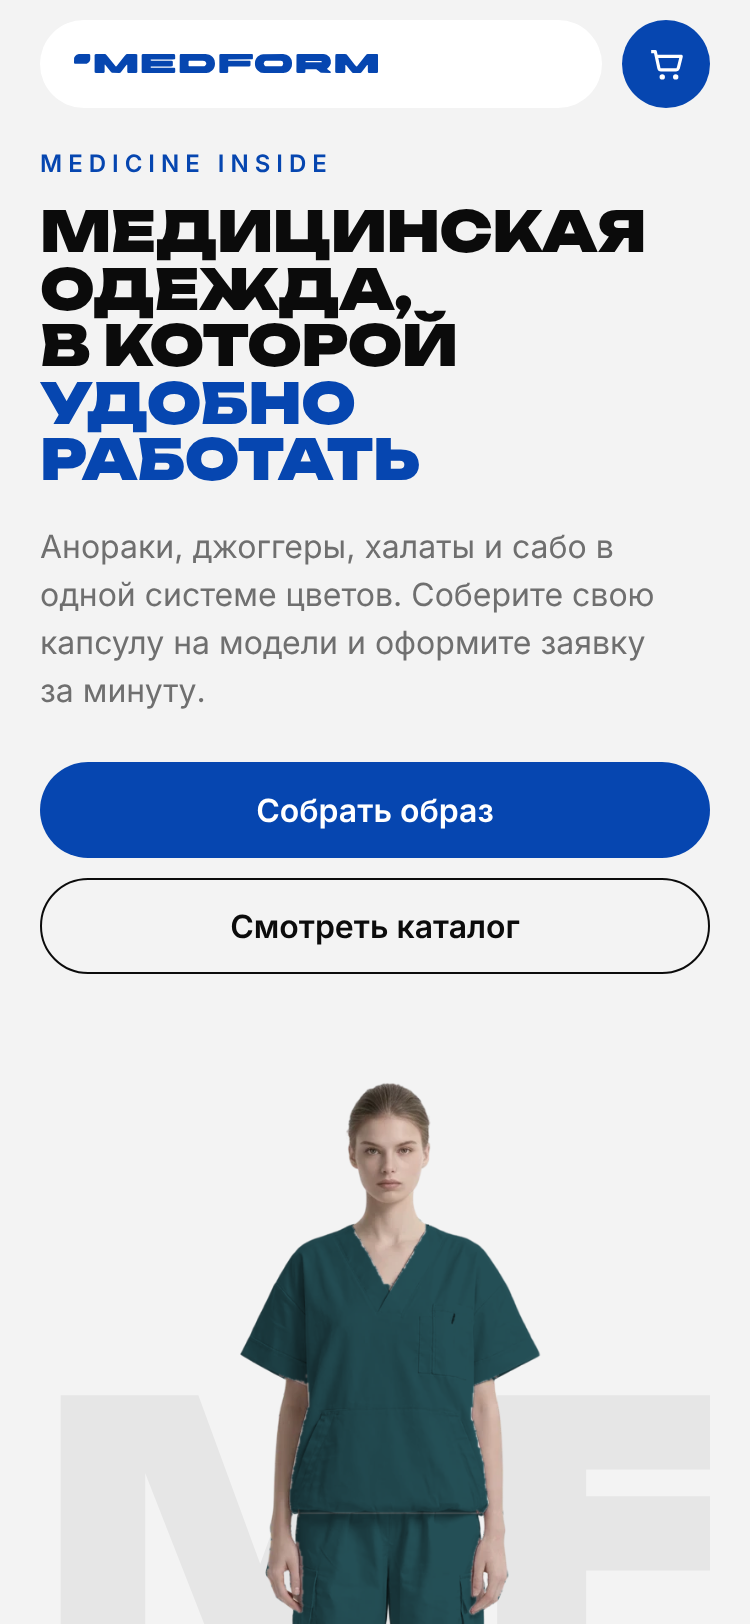 MEDFORM
MEDICINE INSIDE
МЕДИЦИНСКАЯ
ОДЕЖДА,
В КОТОРОЙ
УДОБНО
РАБОТАТЬ
Анораки, джоггеры, халаты и сабо в
одной системе цветов. Соберите свою
капсулу на модели и оформите заявку
за минуту.
Собрать образ
Смотреть каталог
M F